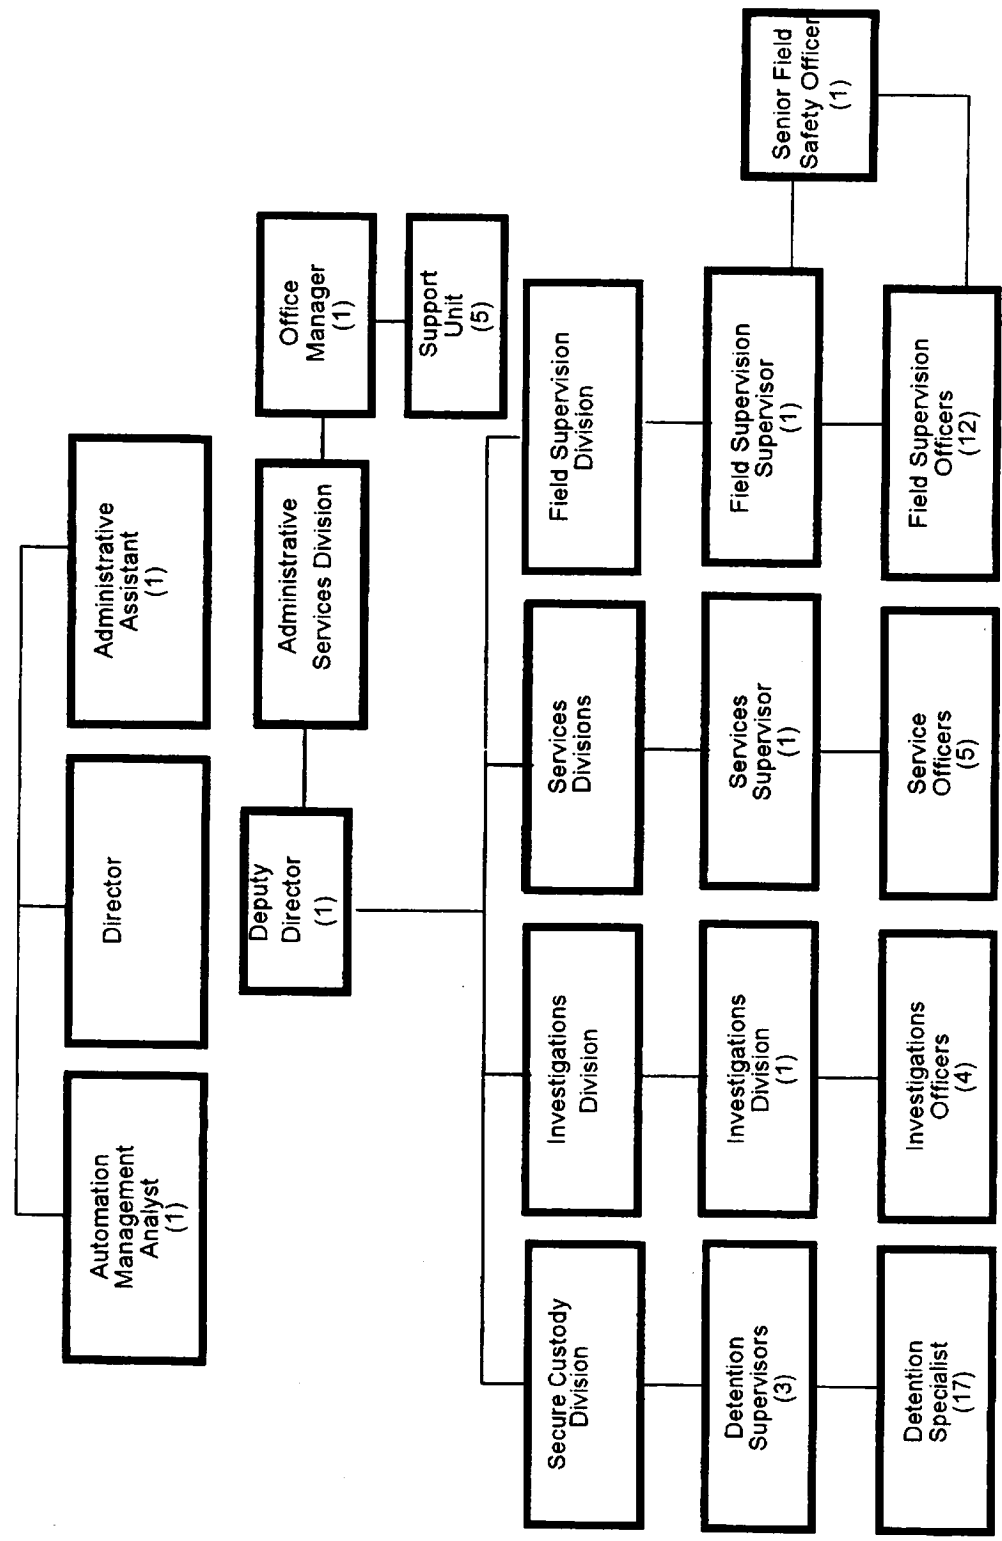 Automation
Management
Analyst
(1)
Director
Administrative
Assistant
(1)
Deputy
Director
(1)
Administrative
Services Division
Office
Manager
(1)
Support
Unit
(5)
Secure Custody
Division
Investigations
Division
Services
Divisions
Field Supervision
Division
Detention
Supervisors
(3)
Investigations
Division
(1)
Services
Supervisor
(1)
Field Supervision
Supervisor
(1)
Senior Field
Safety Officer
(1)
Detention
Specialist
(17)
Investigations
Officers
(4)
Service
Officers
(5)
Field Supervision
Officers
(12)